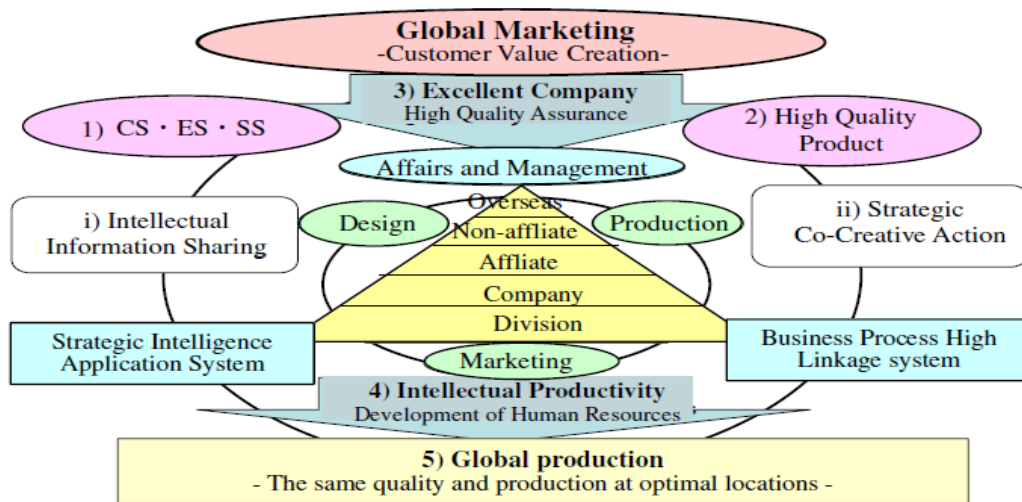 Global Marketing
-Customer Value Creation-
3) Excellent Company
High Quality Assurance
1) CS・ES・SS
2) High Quality
Product
Affairs and Management
i) Intellectual
Information Sharing
Design
Production
ii) Strategic
Co-Creative Action
Overseas
Non-affliate
Affliate
Company
Division
Strategic Intelligence
Application System
Business Process High
Linkage system
Marketing
4) Intellectual Productivity
Development of Human Resources
5) Global production
- The same quality and production at optimal locations -